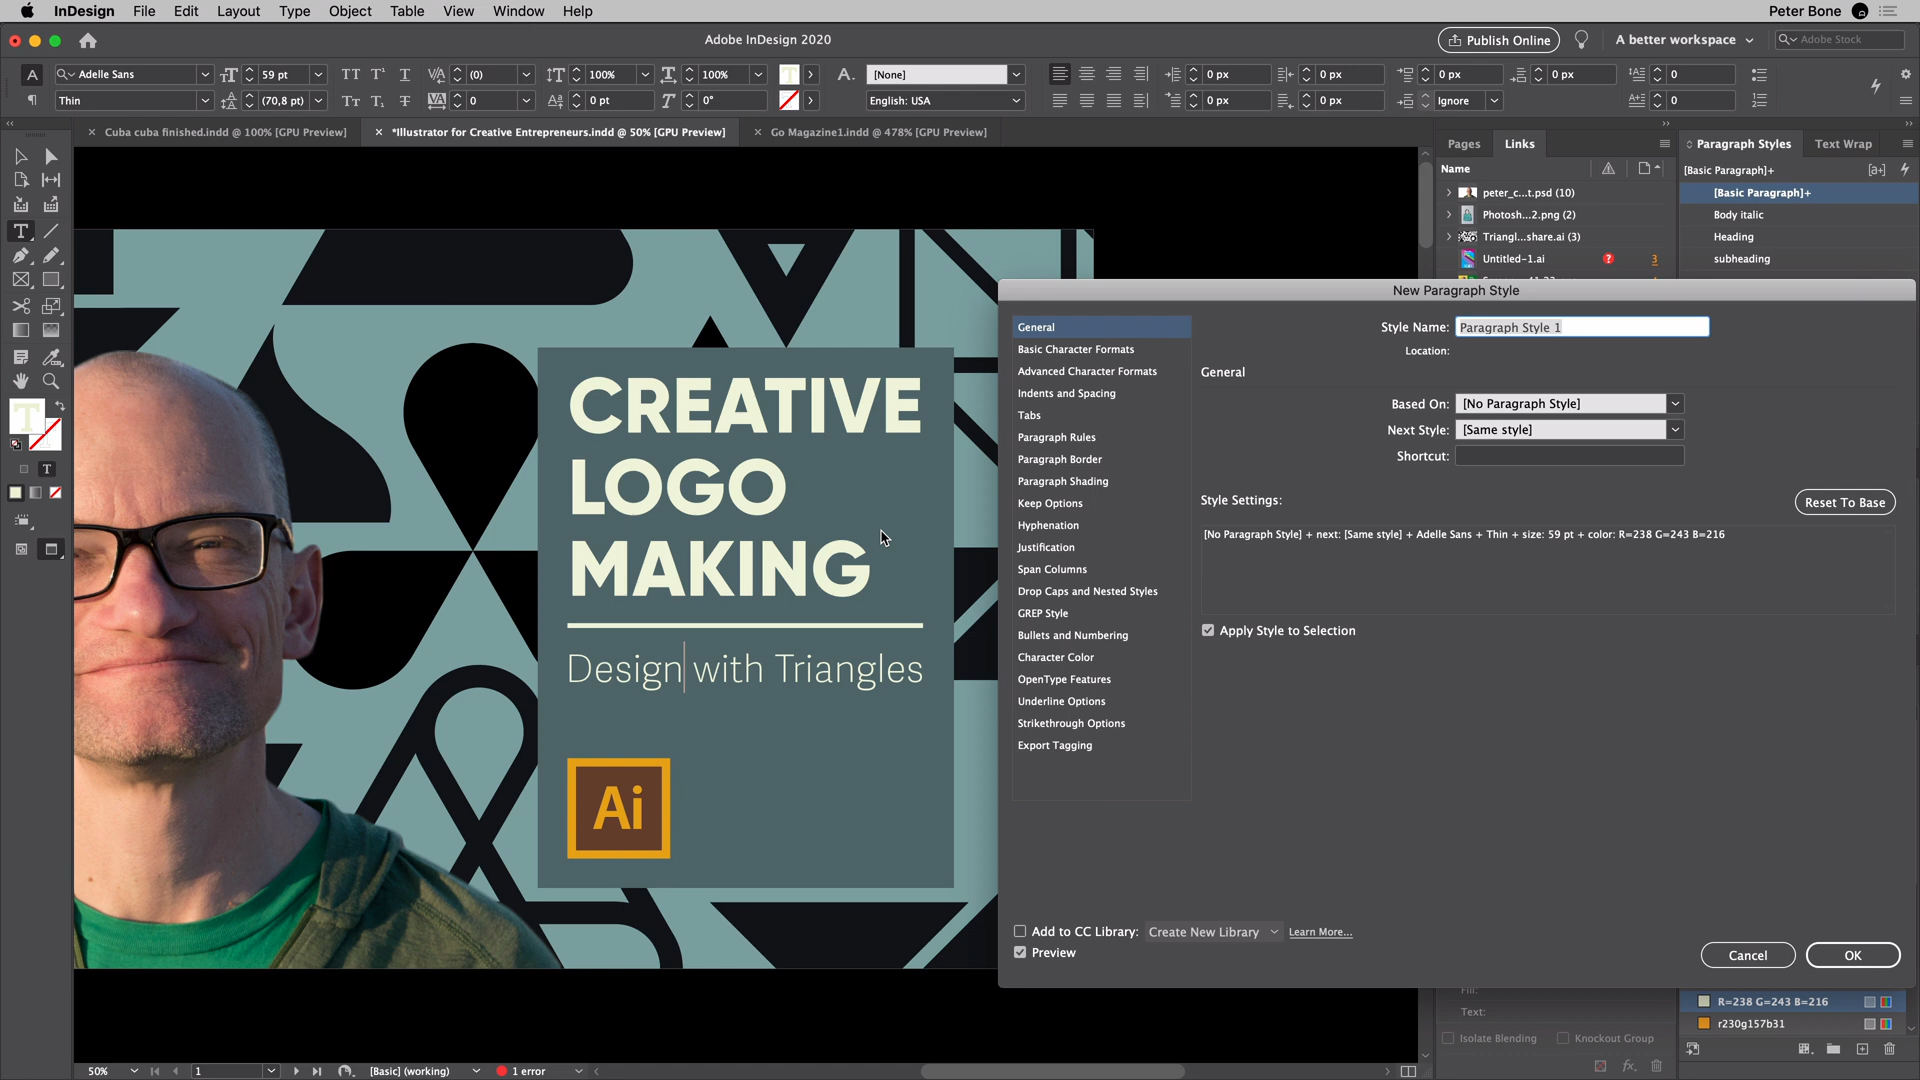 InDesign File Edit Layout Type Object Table View Window Help Peter Bone
Adobe InDesign 2020 Publish Online A better workspace Adobe Stock
A Adelle Sans 59 pt (0) 100% 100% A. [None] 0 px 0 px 0 px 0 px 0
Thin (70,8 pt) 0 0 pt 0° English: USA 0 px 0 px Ignore 0
Cuba cuba finished.indd @ 100% [GPU Preview] *Illustrator for Creative Entrepreneurs.indd @ 50% [GPU Preview] Go Magazine1.indd @ 478% [GPU Preview]
Pages Links Paragraph Styles Text Wrap
Name [Basic Paragraph]+ [a+]
peter_c...t.psd (10) [Basic Paragraph]+
Photosh...2.png (2) Body italic
Triangl...share.ai (3) Heading
Untitled-1.ai ? 3 subheading
New Paragraph Style
General Style Name: Paragraph Style 1
Basic Character Formats Location:
Advanced Character Formats General
Indents and Spacing Based On: [No Paragraph Style]
Tabs Next Style: [Same style]
Paragraph Rules Shortcut:
Paragraph Border
Paragraph Shading
Keep Options Style Settings: Reset To Base
Hyphenation [No Paragraph Style] + next: [Same style] + Adelle Sans + Thin + size: 59 pt + color: R=238 G=243 B=216
Justification
Span Columns
Drop Caps and Nested Styles
GREP Style
Bullets and Numbering Apply Style to Selection
Character Color
OpenType Features
Underline Options
Strikethrough Options
Export Tagging
CREATIVE
LOGO
MAKING
Design with Triangles
Ai
Add to CC Library: Create New Library Learn More...
Preview Cancel OK
Fill: R=238 G=243 B=216
Text: r230g157b31
Isolate Blending Knockout Group
50% 1 [Basic] (working) 1 error